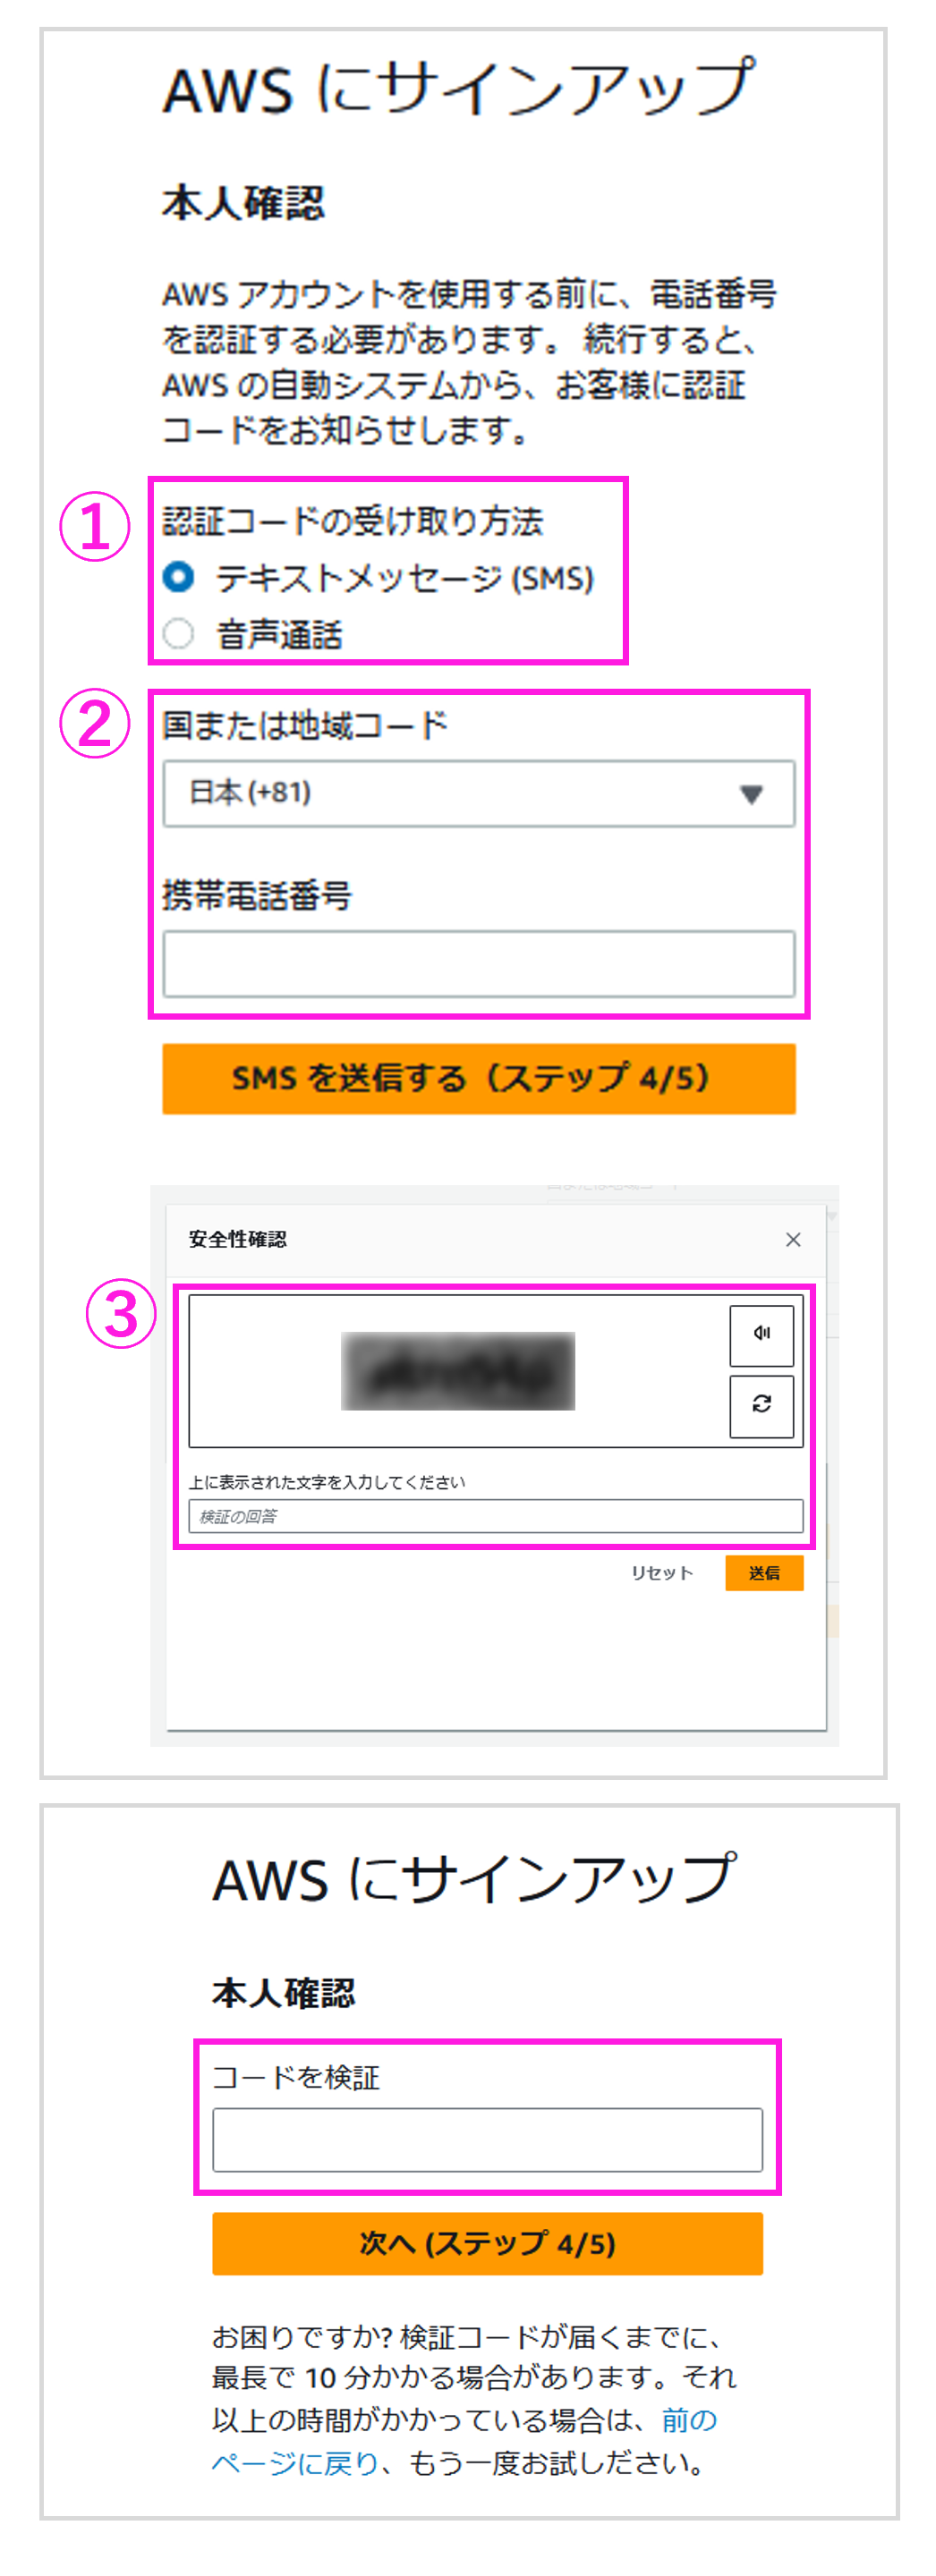 AWS にサインアップ
本人確認
AWS アカウントを使用する前に、電話番号
を認証する必要があります。 続行すると、
AWS の自動システムから、お客様に認証
コードをお知らせします。
①
認証コードの受け取り方法
テキストメッセージ (SMS)
音声通話
②
国または地域コード
日本 (+81)
携帯電話番号
SMS を送信する（ステップ 4/5）
安全性確認
③
上に表示された文字を入力してください
検証の回答
リセット
送信
AWS にサインアップ
本人確認
コードを検証
次へ (ステップ 4/5)
お困りですか? 検証コードが届くまでに、
最長で 10 分かかる場合があります。それ
以上の時間がかかっている場合は、前の
ページに戻り、もう一度お試しださい。